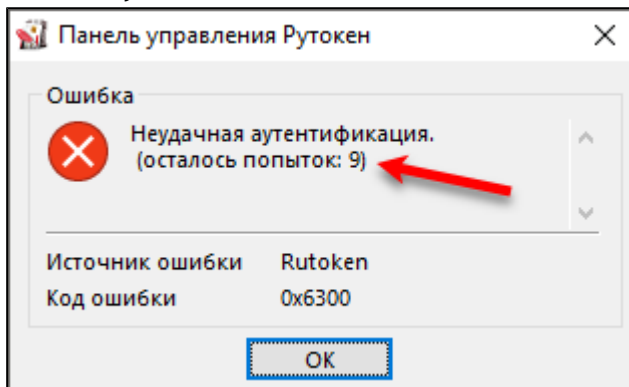 Панель управления Рутокен
Ошибка
Неудачная аутентификация.
(осталось попыток: 9)
Источник ошибки Rutoken
Код ошибки 0x6300
OK